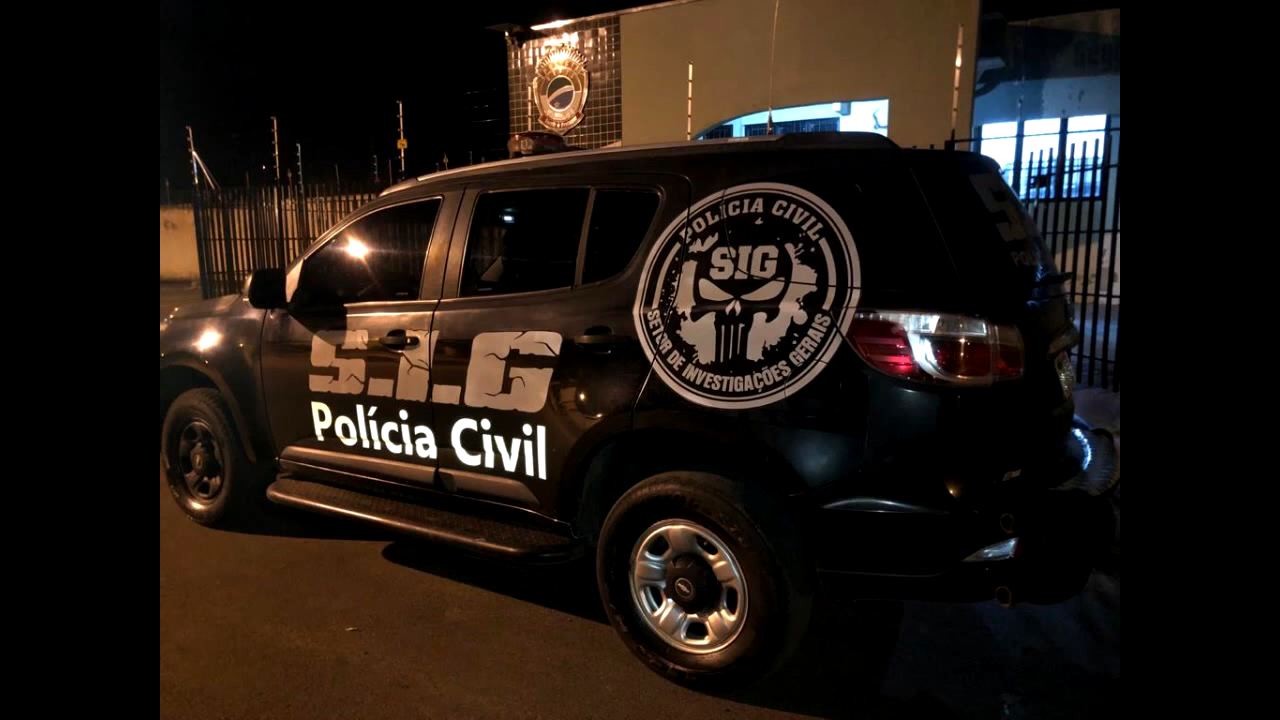 POLÍCIA CIVIL
SIG
SETOR DE INVESTIGAÇÕES GERAIS
S.I.G
Polícia Civil